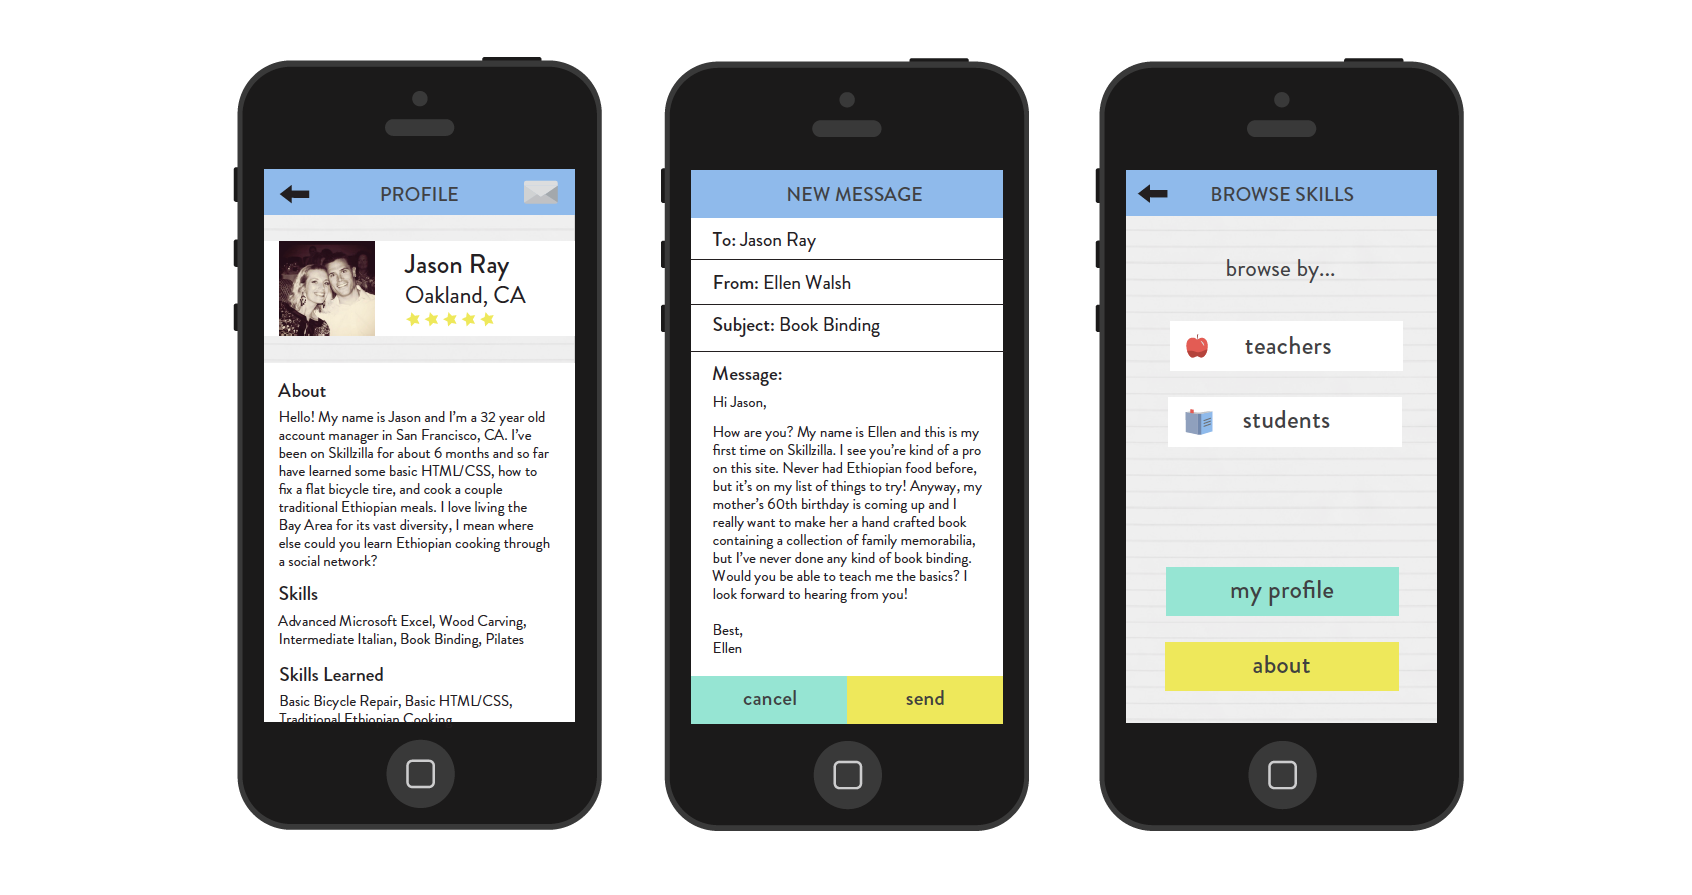 PROFILE
Jason Ray
Oakland, CA
About
Hello! My name is Jason and I'm a 32 year old
account manager in San Francisco, CA. I've
been on Skillzilla for about 6 months and so far
have learned some basic HTML/CSS, how to
fix a flat bicycle tire, and cook a couple
traditional Ethiopian meals. I love living the
Bay Area for its vast diversity, I mean where
else could you learn Ethiopian cooking through
a social network?
Skills
Advanced Microsoft Excel, Wood Carving,
Intermediate Italian, Book Binding, Pilates
Skills Learned
Basic Bicycle Repair, Basic HTML/CSS,
Traditional Ethiopian Cooking
NEW MESSAGE
To: Jason Ray
From: Ellen Walsh
Subject: Book Binding
Message:
Hi Jason,
How are you? My name is Ellen and this is my
first time on Skillzilla. I see you're kind of a pro
on this site. Never had Ethiopian food before,
but it's on my list of things to try! Anyway, my
mother's 60th birthday is coming up and I
really want to make her a hand crafted book
containing a collection of family memorabilia,
but I've never done any kind of book binding.
Would you be able to teach me the basics? I
look forward to hearing from you!
Best,
Ellen
cancel
send
BROWSE SKILLS
browse by...
teachers
students
my profile
about